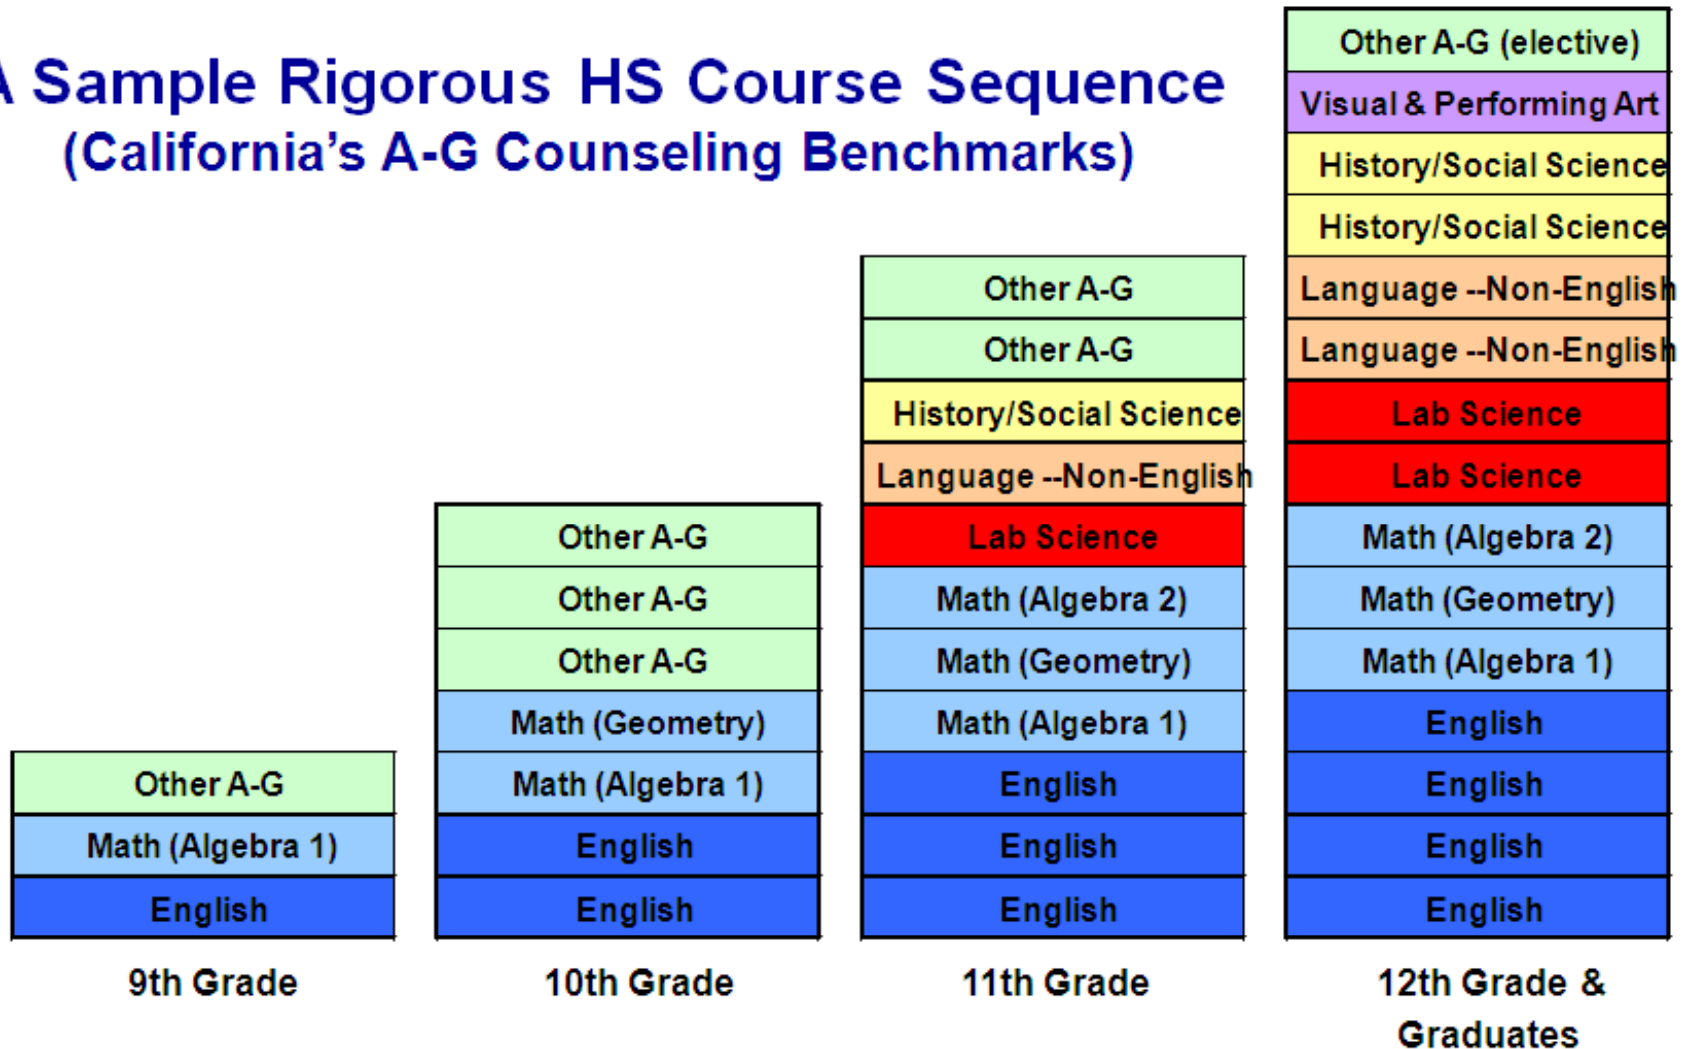 A Sample Rigorous HS Course Sequence
(California's A-G Counseling Benchmarks)
Other A-G
Math (Algebra 1)
English
9th Grade
Other A-G
Other A-G
Other A-G
Math (Geometry)
Math (Algebra 1)
English
English
10th Grade
Other A-G
Other A-G
History/Social Science
Language --Non-English
Lab Science
Math (Algebra 2)
Math (Geometry)
Math (Algebra 1)
English
English
English
11th Grade
Other A-G (elective)
Visual & Performing Art
History/Social Science
History/Social Science
Language --Non-English
Language --Non-English
Lab Science
Lab Science
Math (Algebra 2)
Math (Geometry)
Math (Algebra 1)
English
English
English
English
12th Grade &
Graduates